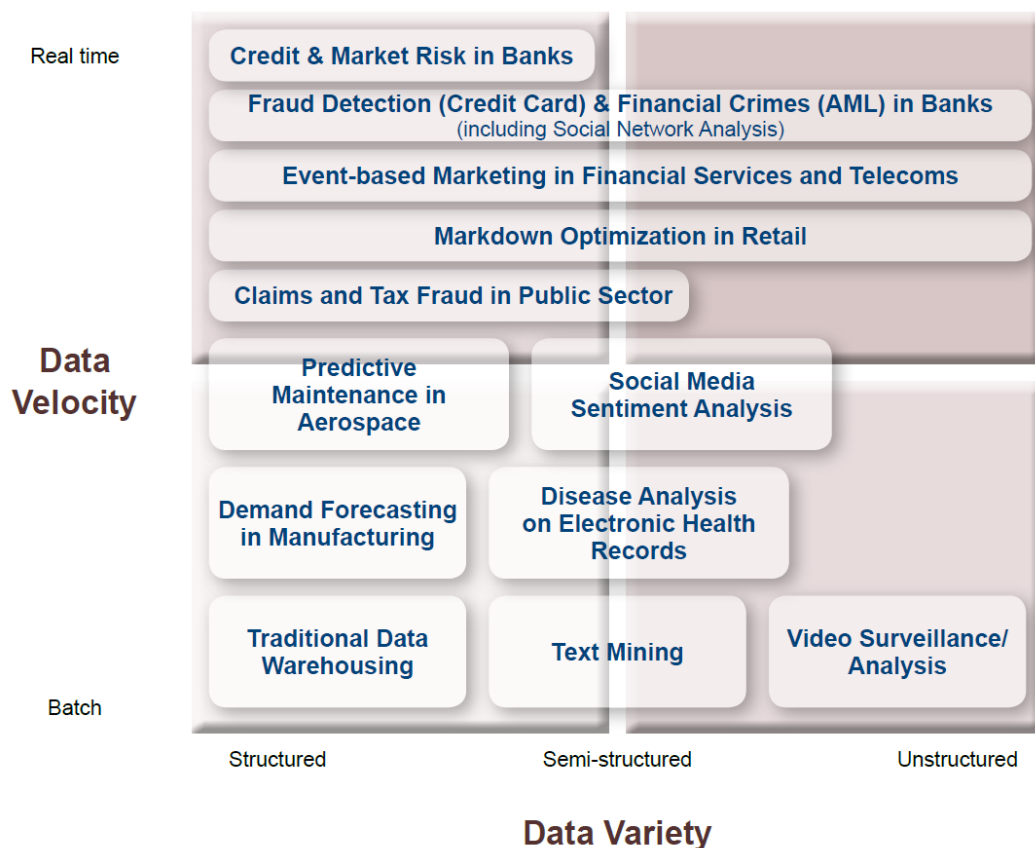 Real time
Credit & Market Risk in Banks
Fraud Detection (Credit Card) & Financial Crimes (AML) in Banks
(including Social Network Analysis)
Event-based Marketing in Financial Services and Telecoms
Markdown Optimization in Retail
Claims and Tax Fraud in Public Sector
Data
Velocity
Predictive
Maintenance in
Aerospace
Social Media
Sentiment Analysis
Demand Forecasting
in Manufacturing
Disease Analysis
on Electronic Health
Records
Traditional Data
Warehousing
Text Mining
Video Surveillance/
Analysis
Batch
Structured
Semi-structured
Unstructured
Data Variety